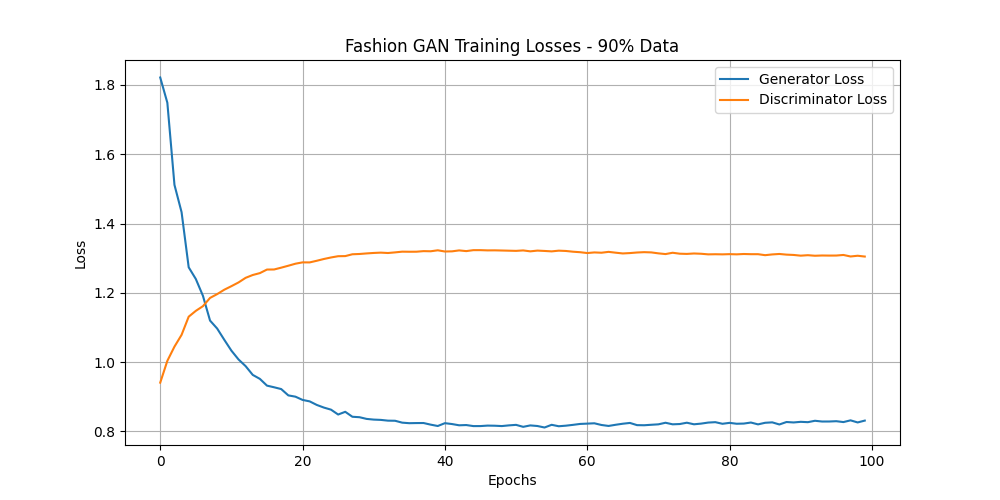 Fashion GAN Training Losses - 90% Data
Generator Loss
Discriminator Loss
Loss
1.8
1.6
1.4
1.2
1.0
0.8
0 20 40 60 80 100
Epochs